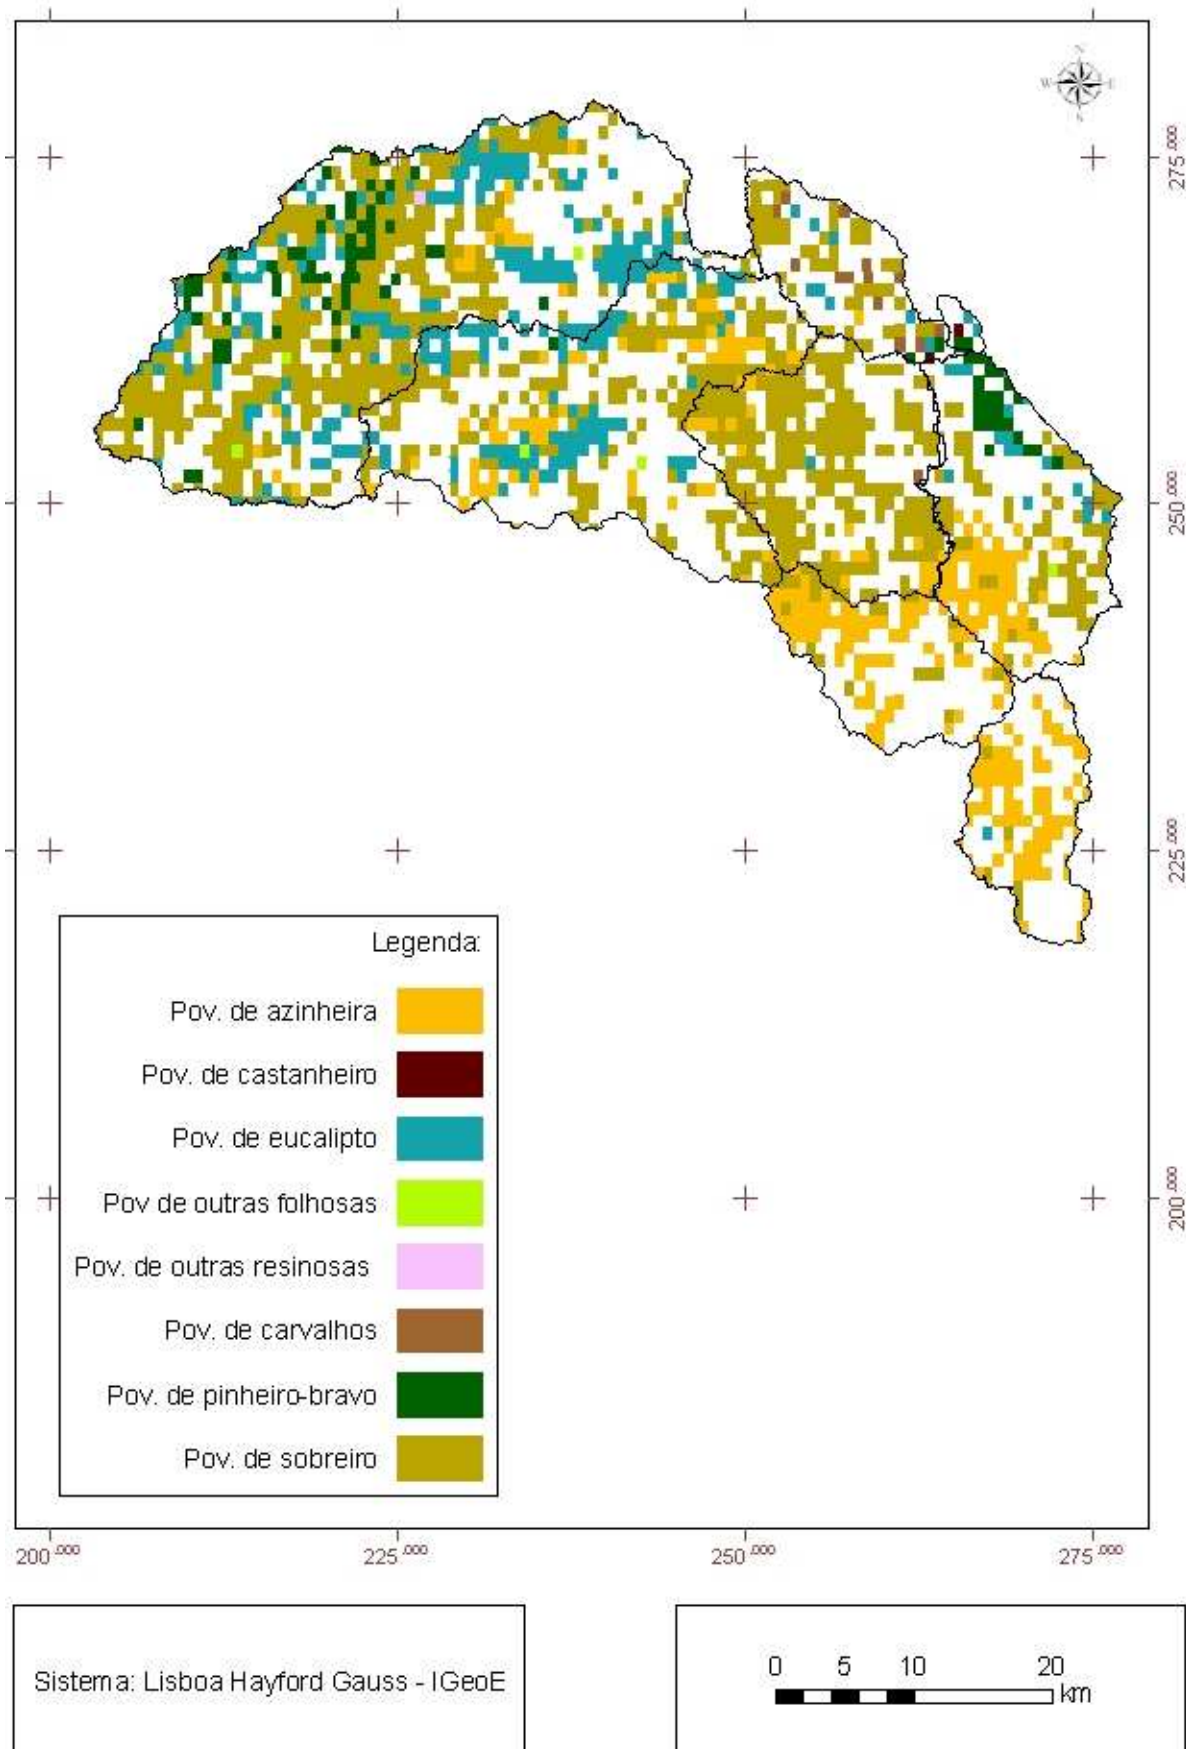 N
W E
S
275.000
250.000
225.000
200.000
Legenda:
Pov. de azinheira
Pov. de castanheiro
Pov. de eucalipto
Pov de outras folhosas
Pov. de outras resinosas
Pov. de carvalhos
Pov. de pinheiro-bravo
Pov. de sobreiro
200.000 225.000 250.000 275.000
Sistema: Lisboa Hayford Gauss - IGeoE
0 5 10 20
km